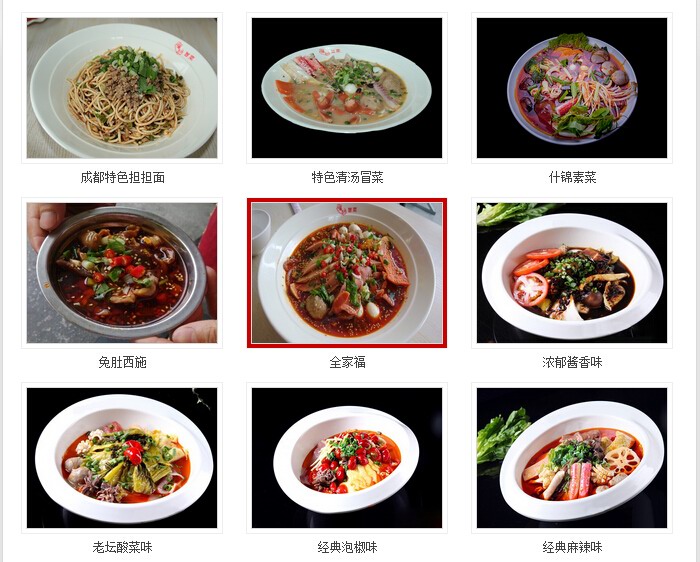 成都特色担担面
特色清汤冒菜
什锦素菜
兔肚西施
全家福
浓郁酱香味
老坛酸菜味
经典泡椒味
经典麻辣味